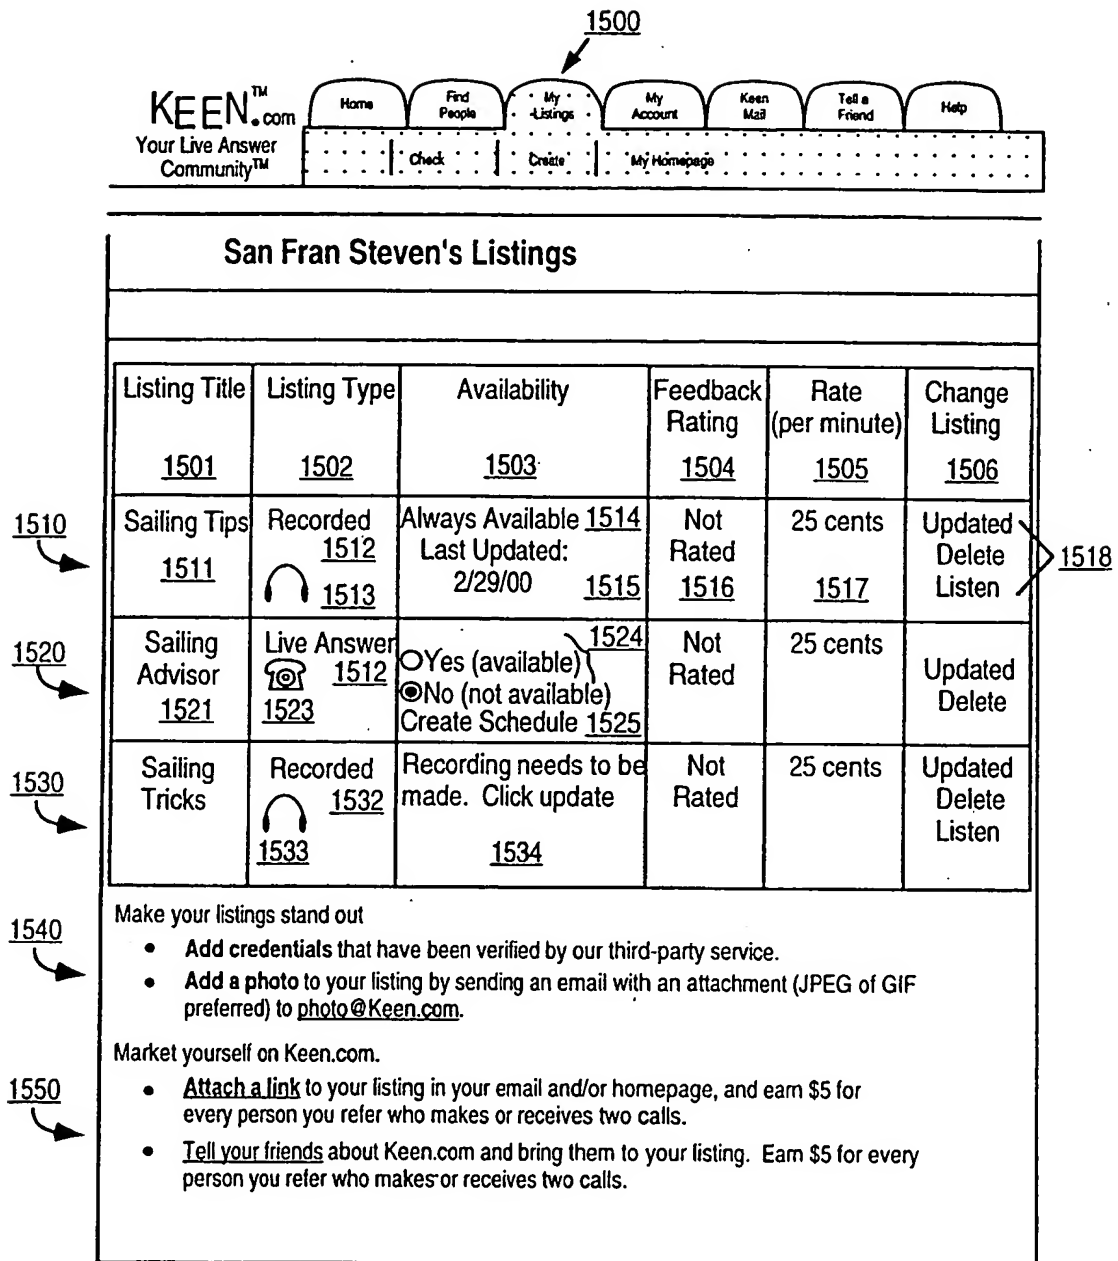 1500
KEEN.com™
Your Live Answer
Community™
Home
Find
People
My
Listings
My
Account
Keen
Mail
Tell a
Friend
Help
Check
Create
My Homepage
San Fran Steven's Listings
Listing Title
1501
Listing Type
1502
Availability
1503
Feedback
Rating
1504
Rate
(per minute)
1505
Change
Listing
1506
1510
Sailing Tips
1511
Recorded
1512
1513
Always Available 1514
Last Updated:
2/29/00 1515
Not
Rated
1516
25 cents
1517
Updated
Delete
Listen
1518
1520
Sailing
Advisor
1521
Live Answer
1512
1523
1524
Yes (available)
No (not available)
Create Schedule 1525
Not
Rated
25 cents
Updated
Delete
1530
Sailing
Tricks
Recorded
1532
1533
Recording needs to be
made. Click update
1534
Not
Rated
25 cents
Updated
Delete
Listen
1540
Make your listings stand out
• Add credentials that have been verified by our third-party service.
• Add a photo to your listing by sending an email with an attachment (JPEG of GIF
preferred) to photo@Keen.com.
Market yourself on Keen.com.
1550
• Attach a link to your listing in your email and/or homepage, and earn $5 for
every person you refer who makes or receives two calls.
• Tell your friends about Keen.com and bring them to your listing. Earn $5 for every
person you refer who makes or receives two calls.